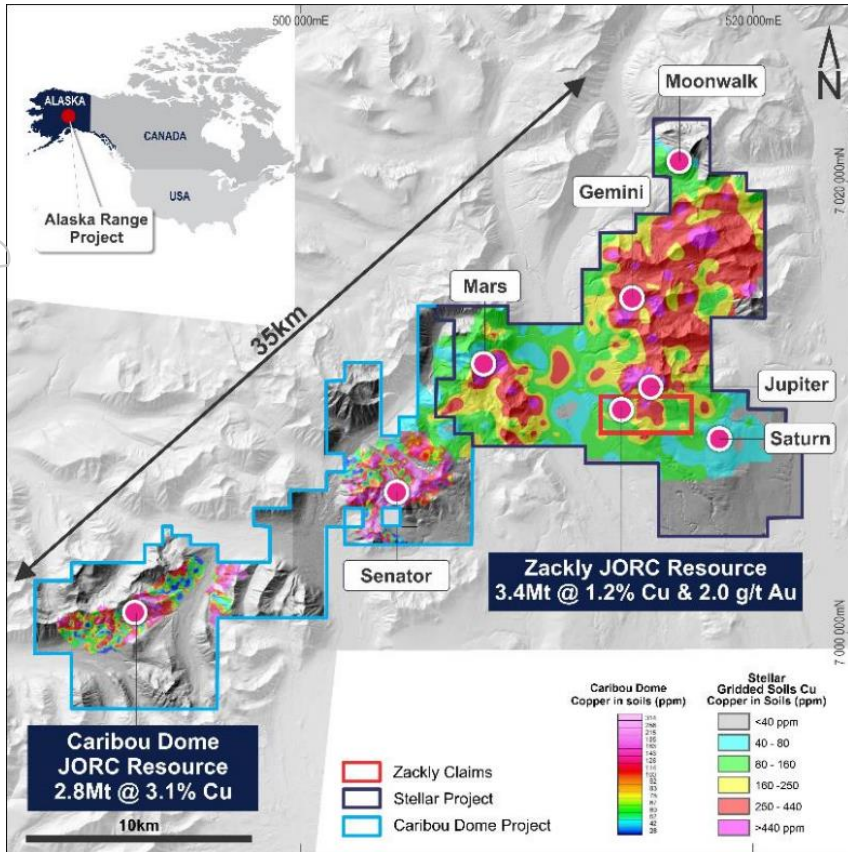 500 000mE
520 000mE
ALASKA
CANADA
USA
Alaska Range
Project
N
Moonwalk
7 020 000mN
Gemini
Mars
35km
Jupiter
Saturn
Senator
Zackly JORC Resource
3.4Mt @ 1.2% Cu & 2.0 g/t Au
7 000 000mN
Caribou Dome
JORC Resource
2.8Mt @ 3.1% Cu
10km
Zackly Claims
Stellar Project
Caribou Dome Project
Caribou Dome
Copper in soils (ppm)
Stellar
Gridded Soils Cu
Copper in Soils (ppm)
<40 ppm
40 - 80
80 - 160
160 -250
250 - 440
>440 ppm